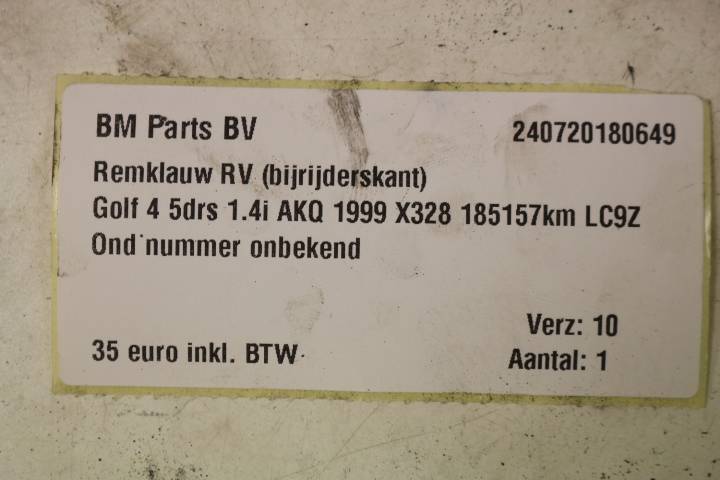 BM Parts BV 240720180649
Remklauw RV (bijrijderskant)
Golf 4 5drs 1.4i AKQ 1999 X328 185157km LC9Z
Ond nummer onbekend
Verz: 10
35 euro inkl. BTW Aantal: 1